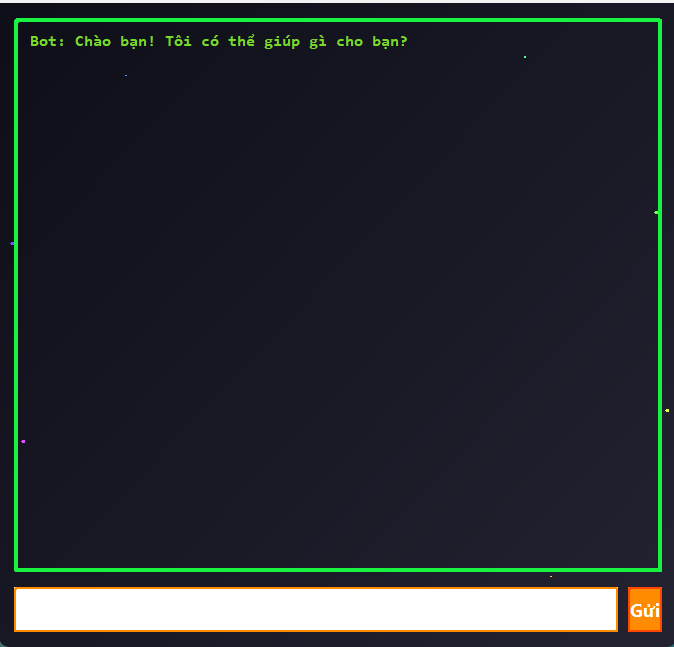 Bot: Chào bạn! Tôi có thể giúp gì cho bạn?
Gửi